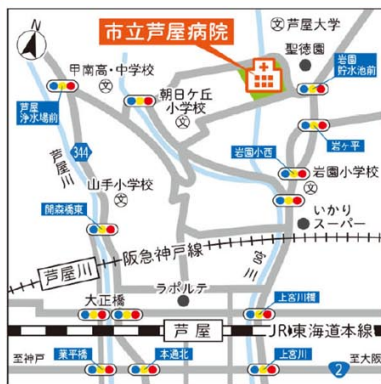 市立芦屋病院
芦屋大学
聖徳園
岩園
貯水池前
甲南高・中学校
芦屋
浄水場前
朝日ケ丘
小学校
岩ヶ平
344
芦屋川
岩園小西
岩園小学校
山手小学校
開森橋東
いかり
スーパー
阪急神戸線
宮川
芦屋川
ラポルテ
大正橋
上宮川橋
芦屋
JR東海道本線
至神戸
業平橋
本通北
上宮川
2
至大阪